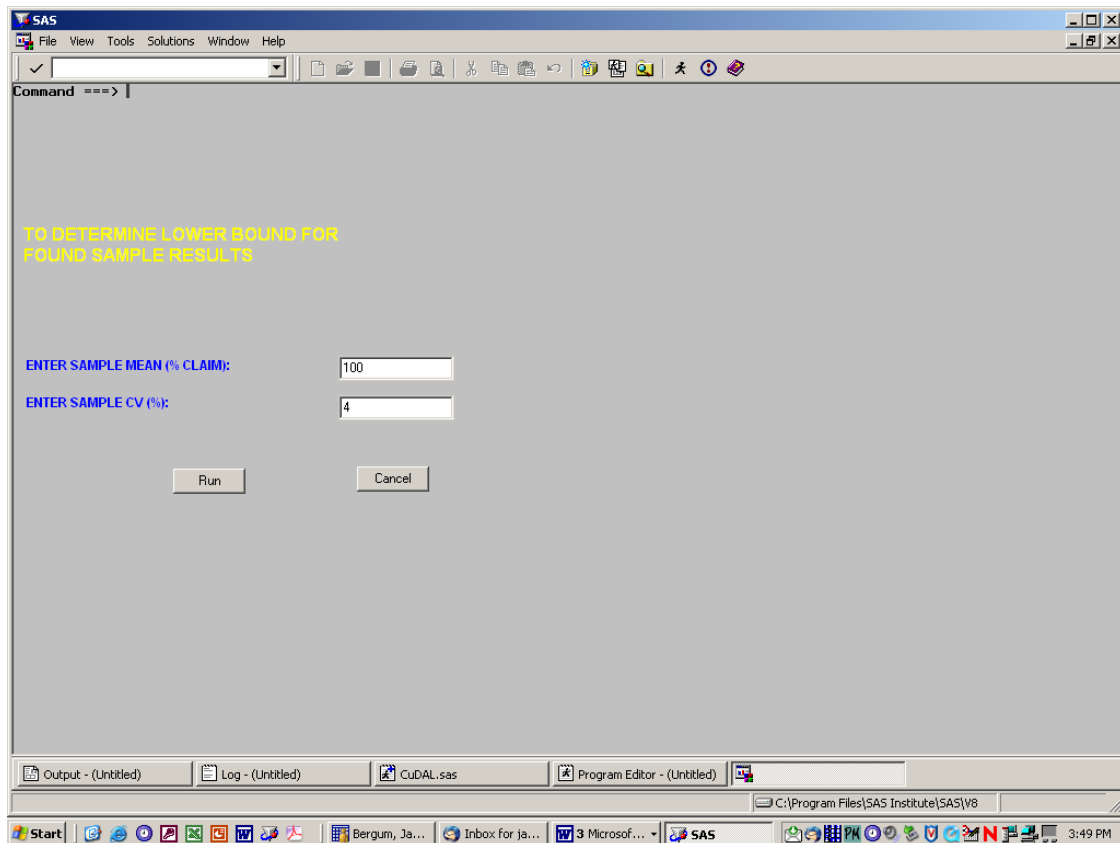 SAS
File View Tools Solutions Window Help
Command ===>
TO DETERMINE LOWER BOUND FOR
FOUND SAMPLE RESULTS
ENTER SAMPLE MEAN (% CLAIM):
100
ENTER SAMPLE CV (%):
4
Run Cancel
Output - (Untitled) Log - (Untitled) CuDAL.sas Program Editor - (Untitled)
C:\Program Files\SAS Institute\SAS\V8
Start Bergum, Ja... Inbox for ja... 3 Microsof... SAS 3:49 PM